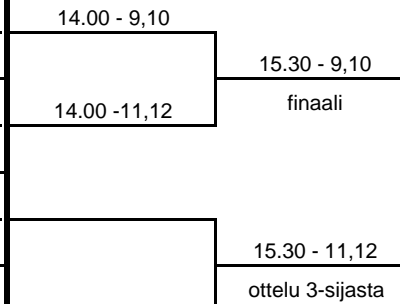 14.00 - 9,10
15.30 - 9,10
finaali
14.00 -11,12
15.30 - 11,12
ottelu 3-sijasta